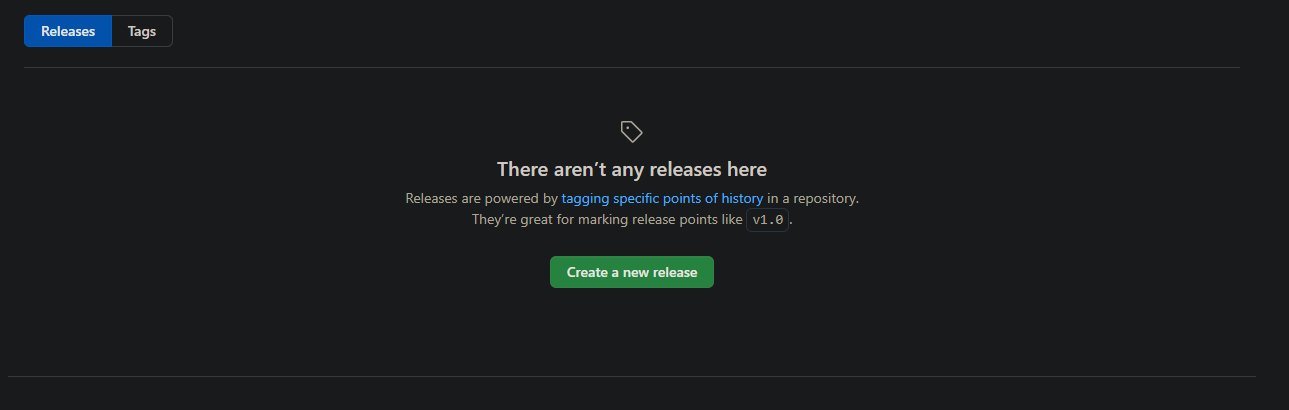 Releases Tags
There aren’t any releases here
Releases are powered by tagging specific points of history in a repository.
They’re great for marking release points like v1.0.
Create a new release